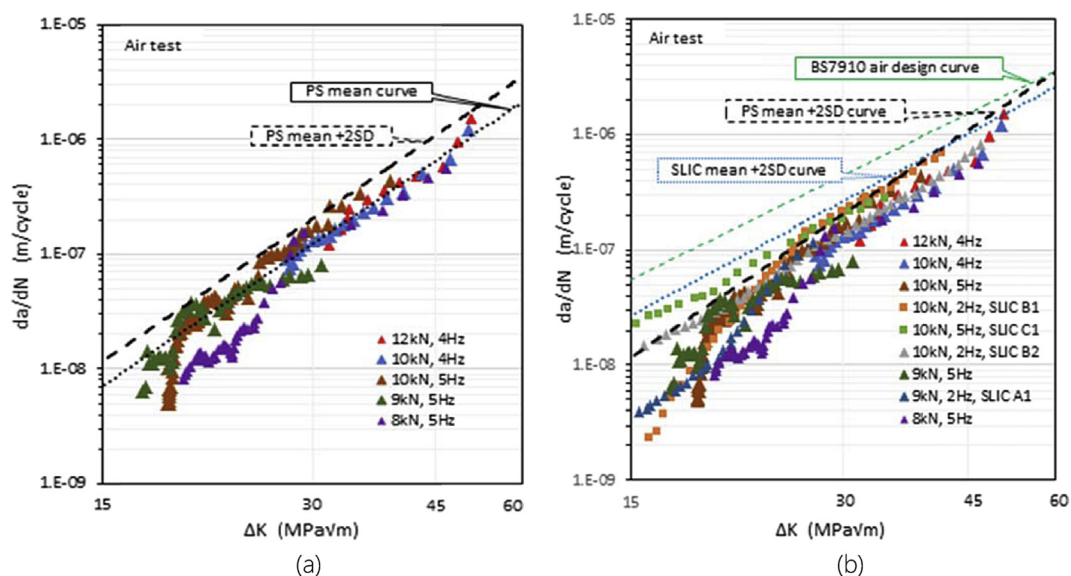 1.E-05
Air test
PS mean curve
PS mean +2SD
1.E-06
1.E-07
1.E-08
1.E-09
da/dN (m/cycle)
12kN, 4Hz
10kN, 4Hz
10kN, 5Hz
9kN, 5Hz
8kN, 5Hz
15
30
45
60
ΔK (MPa√m)
(a)
1.E-05
Air test
BS7910 air design curve
PS mean +2SD curve
SLIC mean +2SD curve
1.E-06
1.E-07
1.E-08
1.E-09
da/dN (m/cycle)
12kN, 4Hz
10kN, 4Hz
10kN, 5Hz
10kN, 2Hz, SLIC B1
10kN, 5Hz, SLIC C1
10kN, 2Hz, SLIC B2
9kN, 5Hz
9kN, 2Hz, SLIC A1
8kN, 5Hz
15
30
45
60
ΔK (MPa√m)
(b)